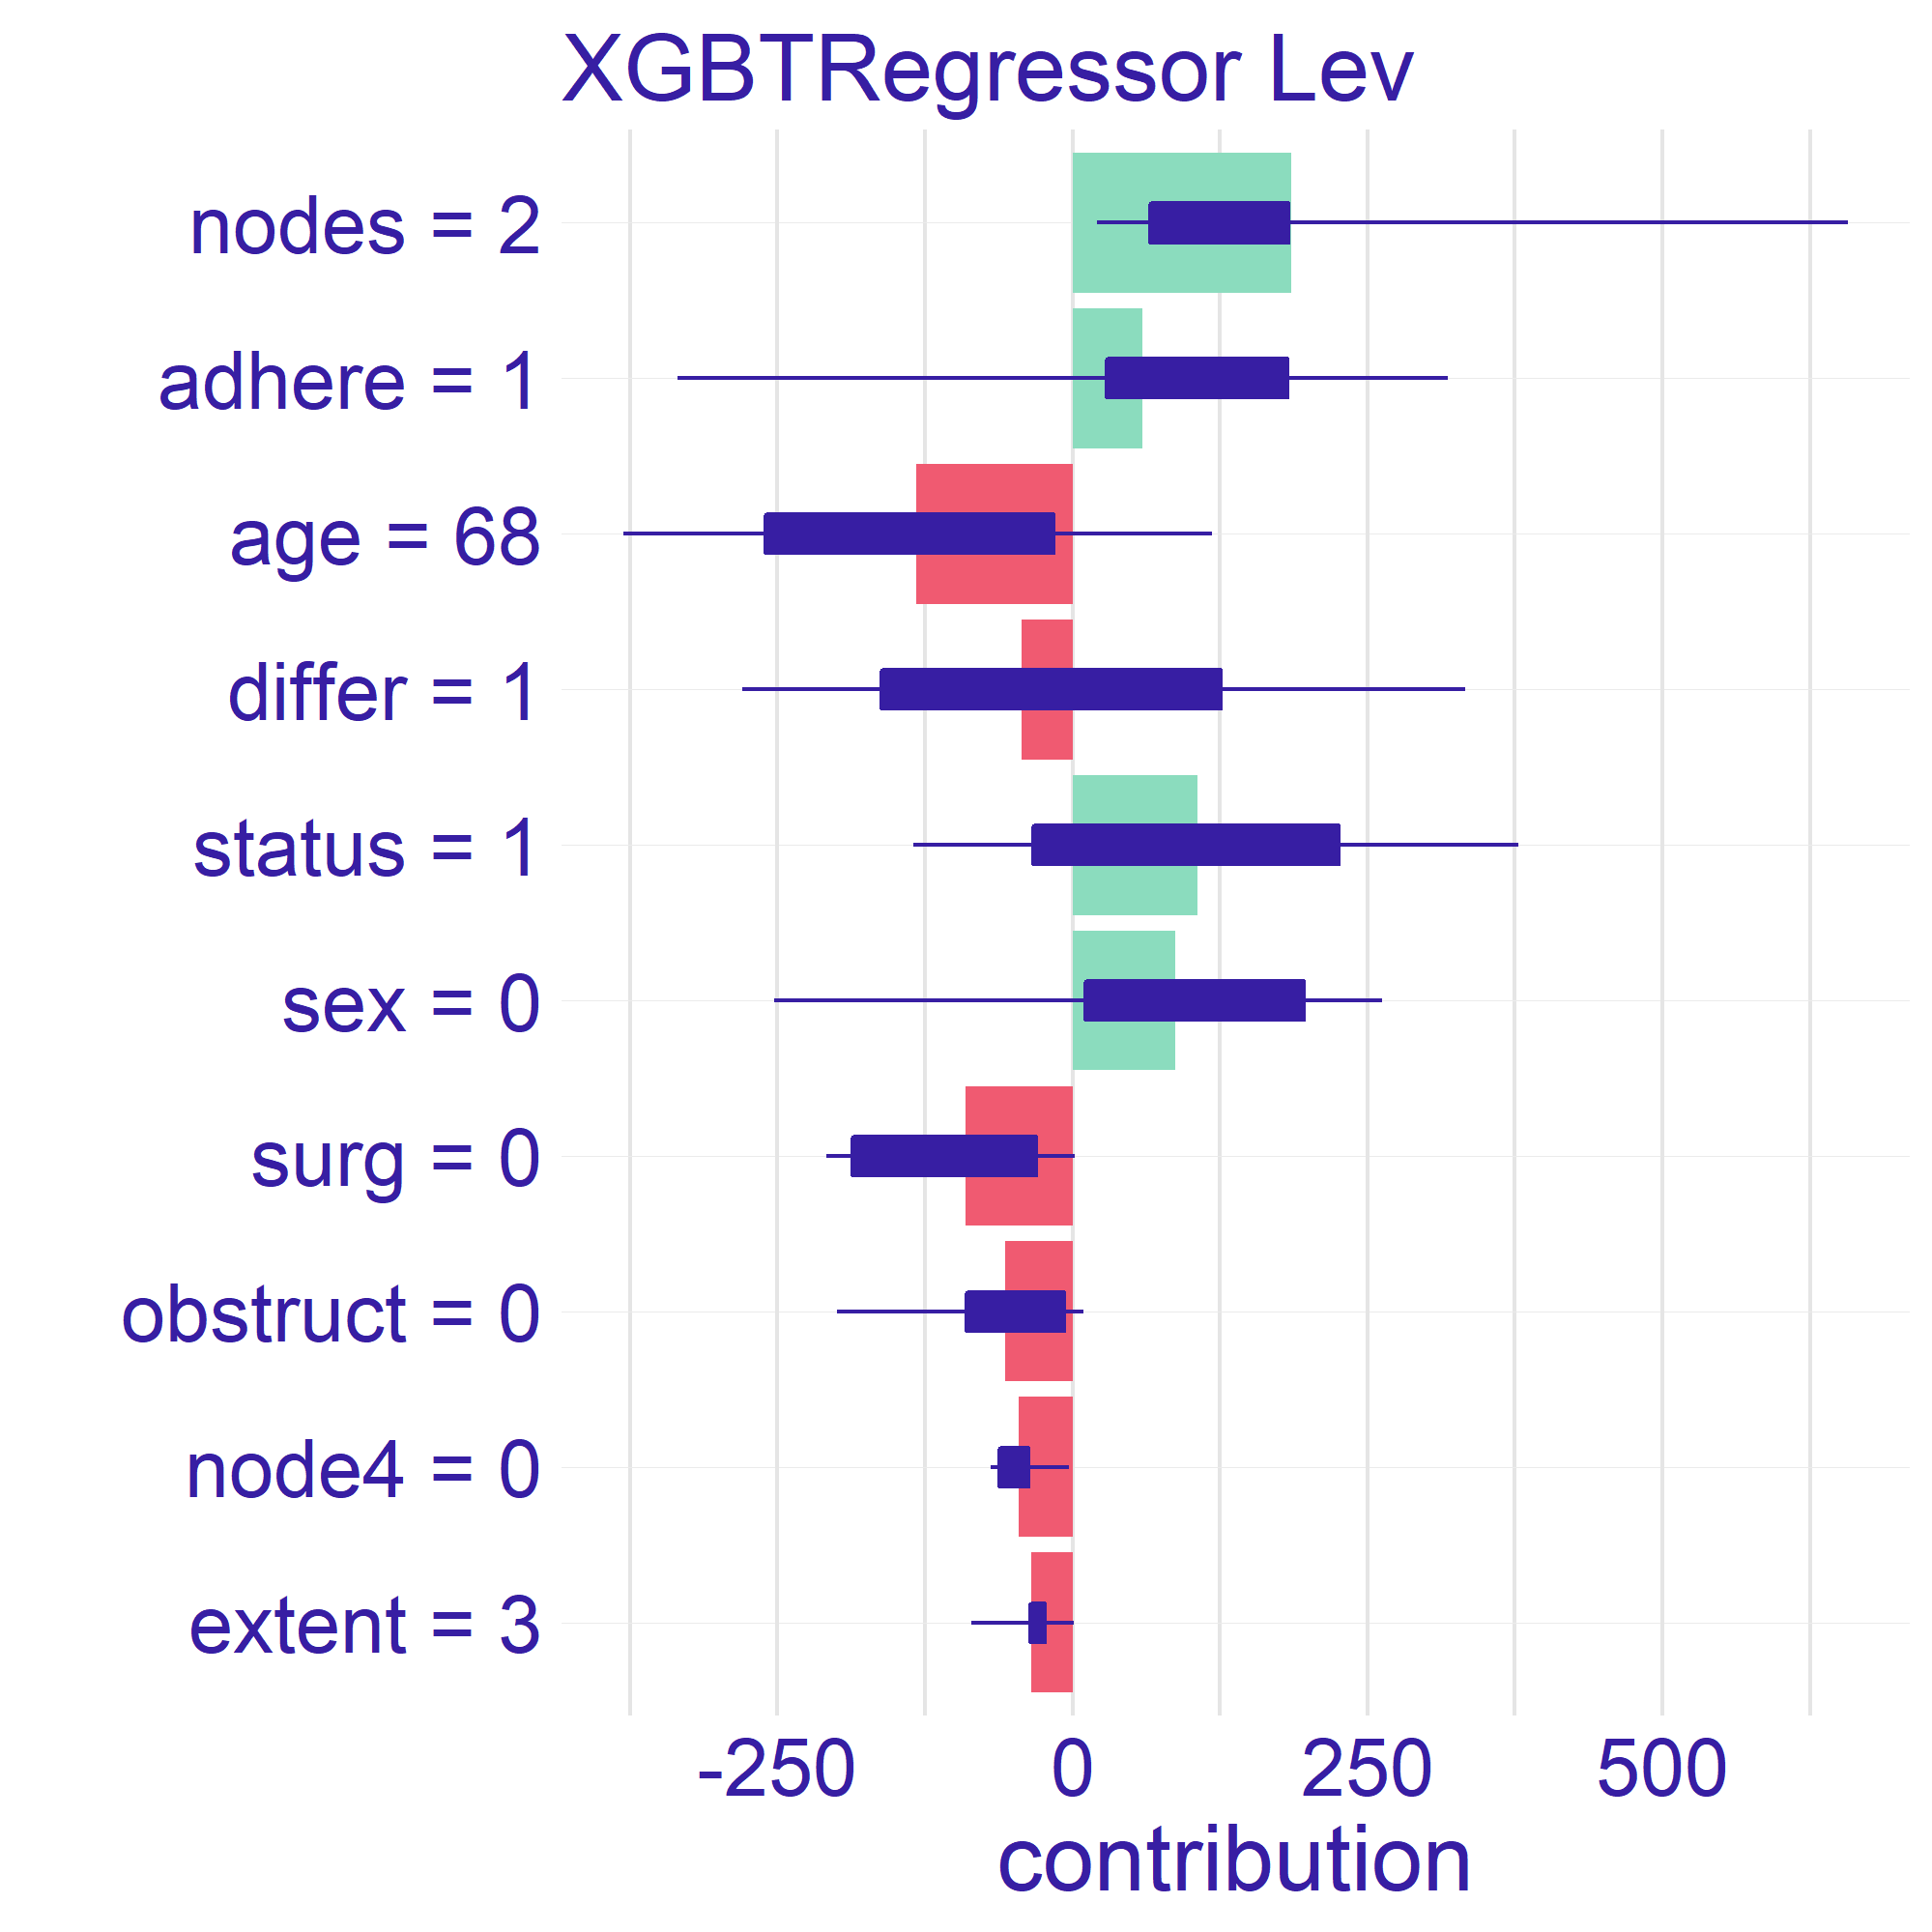 XGBTRegressor Lev
nodes = 2
adhere = 1
age = 68
differ = 1
status = 1
sex = 0
surg = 0
obstruct = 0
node4 = 0
extent = 3
-250 0 250 500
contribution